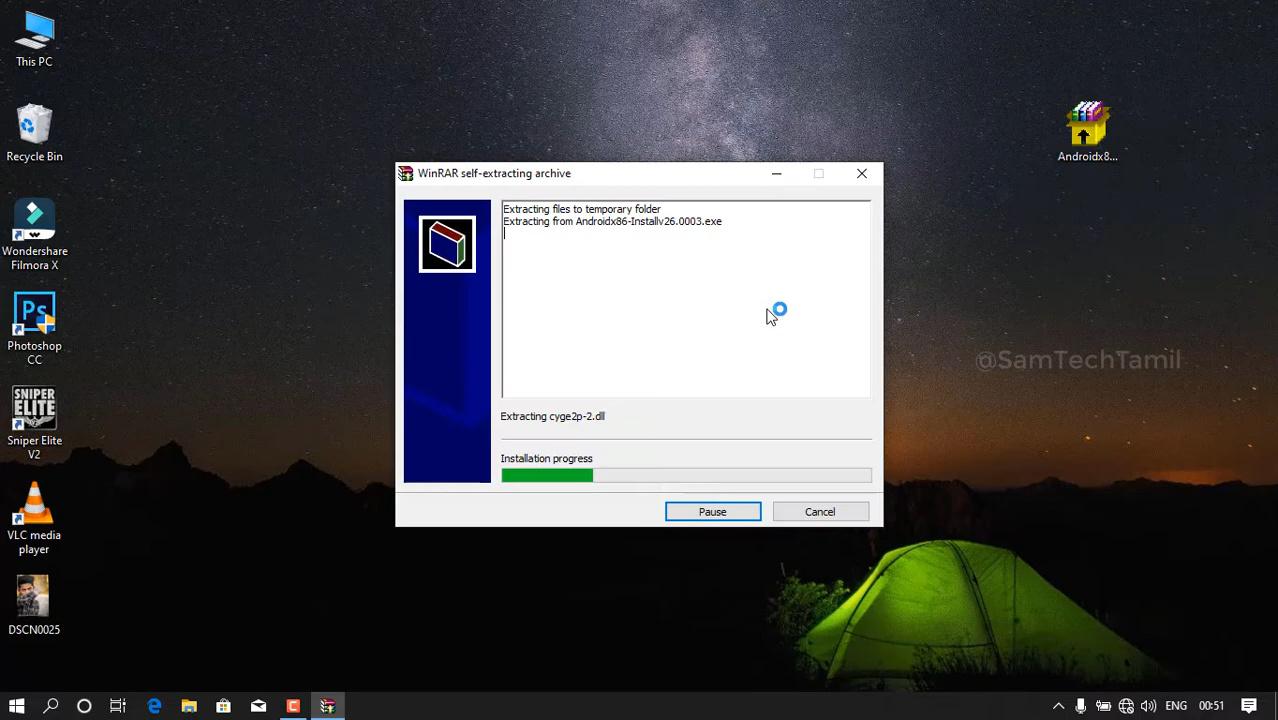 This PC
Recycle Bin
Wondershare
Filmora X
Ps
Photoshop
CC
SNIPER
ELITE
Sniper Elite
V2
VLC media
player
DSCN0025
Androidx8...
WinRAR self-extracting archive
Extracting files to temporary folder
Extracting from Androidx86-Installv26.0003.exe
Extracting cyge2p-2.dll
Installation progress
Pause
Cancel
@SamTechTamil
ENG
00:51